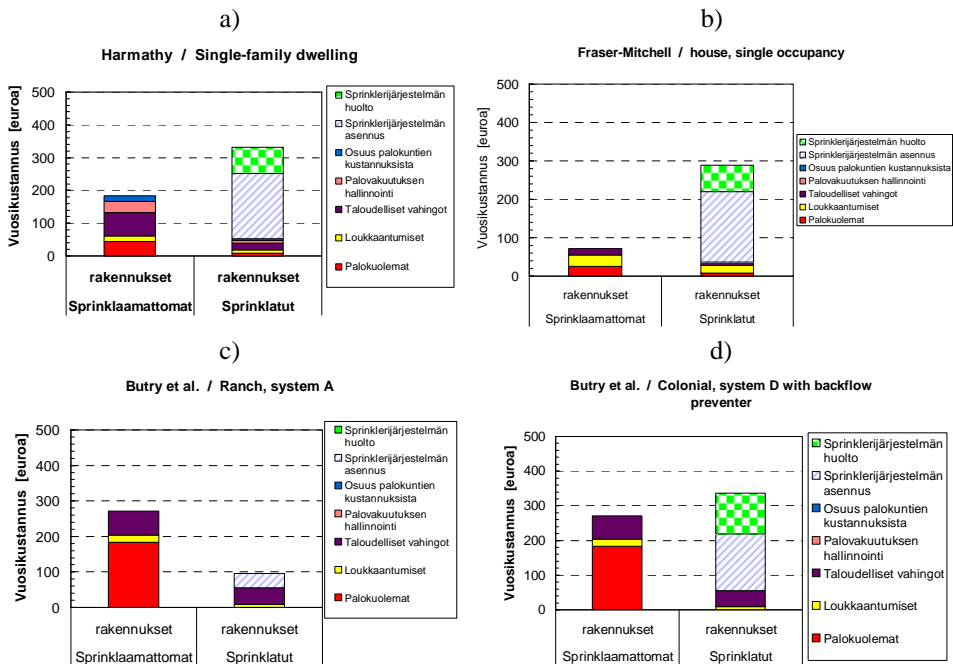 a)
Harmathy / Single-family dwelling
Vuosikustannus [euroa]
500
400
300
200
100
0
rakennukset
rakennukset
Sprinklaamattomat
Sprinklatut
Sprinklerijärjestelmän
huolto
Sprinklerijärjestelmän
asennus
Osuus palokuntien
kustannuksista
Palovakuutuksen
hallinnointi
Taloudelliset vahingot
Loukkaantumiset
Palokuolemat
b)
Fraser-Mitchell / house, single occupancy
Vuosikustannus [euroa]
500
400
300
200
100
0
rakennukset
rakennukset
Sprinklaamattomat
Sprinklatut
Sprinklerijärjestelmän huolto
Sprinklerijärjestelmän asennus
Osuus palokuntien kustannuksista
Palovakuutuksen hallinnointi
Taloudelliset vahingot
Loukkaantumiset
Palokuolemat
c)
Butry et al. / Ranch, system A
Vuosikustannus [euroa]
500
400
300
200
100
0
rakennukset
rakennukset
Sprinklaamattomat
Sprinklatut
Sprinklerijärjestelmän
huolto
Sprinklerijärjestelmän
asennus
Osuus palokuntien
kustannuksista
Palovakuutuksen
hallinnointi
Taloudelliset vahingot
Loukkaantumiset
Palokuolemat
d)
Butry et al. / Colonial, system D with backflow
preventer
Vuosikustannus [euroa]
500
400
300
200
100
0
rakennukset
rakennukset
Sprinklaamattomat
Sprinklatut
Sprinklerijärjestelmän
huolto
Sprinklerijärjestelmän
asennus
Osuus palokuntien
kustannuksista
Palovakuutuksen
hallinnointi
Taloudelliset vahingot
Loukkaantumiset
Palokuolemat